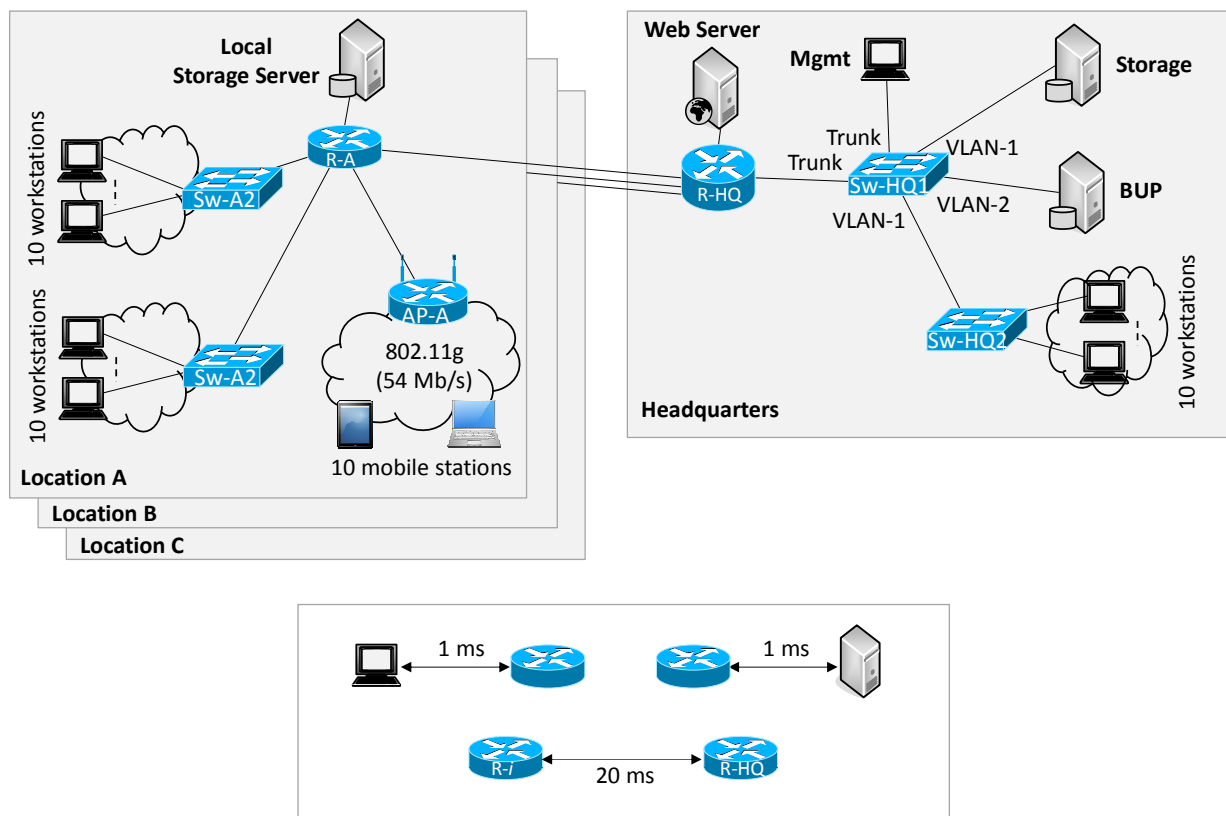 Local
Storage Server
R-A
10 workstations
Sw-A2
10 workstations
Sw-A2
AP-A
802.11g
(54 Mb/s)
10 mobile stations
Location A
Location B
Location C
Web Server
Mgmt
Storage
Trunk
Trunk
VLAN-1
R-HQ
Sw-HQ1
VLAN-2
BUP
VLAN-1
Sw-HQ2
10 workstations
Headquarters
1 ms
1 ms
R-i
20 ms
R-HQ